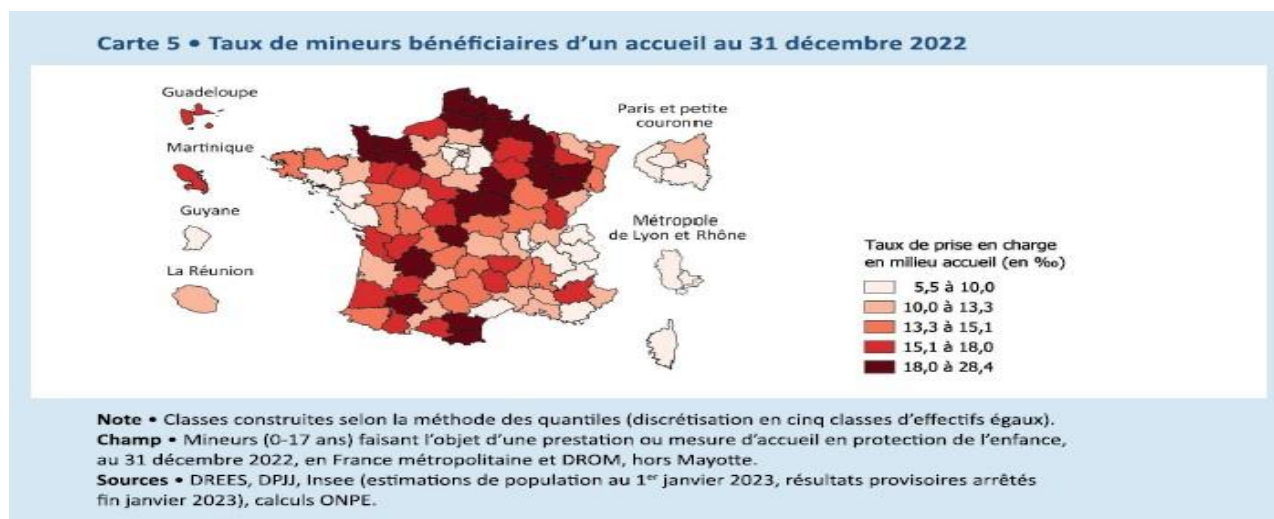 Carte 5 • Taux de mineurs bénéficiaires d’un accueil au 31 décembre 2022
Guadeloupe
Martinique
Guyane
La Réunion
Paris et petite
couronne
Métropole
de Lyon et Rhône
Taux de prise en charge
en milieu accueil (en ‰)
5,5 à 10,0
10,0 à 13,3
13,3 à 15,1
15,1 à 18,0
18,0 à 28,4
Note • Classes construites selon la méthode des quantiles (discrétisation en cinq classes d’effectifs égaux).
Champ • Mineurs (0-17 ans) faisant l’objet d’une prestation ou mesure d’accueil en protection de l’enfance,
au 31 décembre 2022, en France métropolitaine et DROM, hors Mayotte.
Sources • DREES, DPJJ, Insee (estimations de population au 1er janvier 2023, résultats provisoires arrêtés
fin janvier 2023), calculs ONPE.